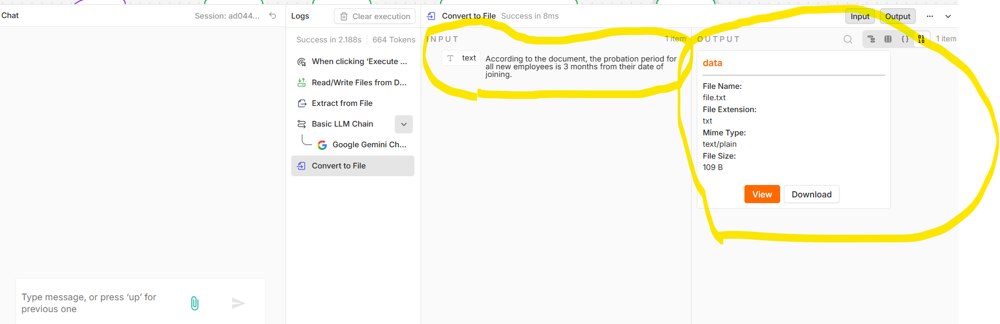 Chat
Session: ad044...
Logs
Clear execution
Convert to File
Success in 8ms
Input
Output
Success in 2.188s
664 Tokens
INPUT
1 item
OUTPUT
1 item
When clicking ‘Execute ...
Read/Write Files from D...
Extract from File
Basic LLM Chain
Google Gemini Ch...
Convert to File
T text
According to the document, the probation period for
all new employees is 3 months from their date of
joining.
data
File Name:
file.txt
File Extension:
txt
Mime Type:
text/plain
File Size:
109 B
View
Download
Type message, or press ‘up’ for
previous one